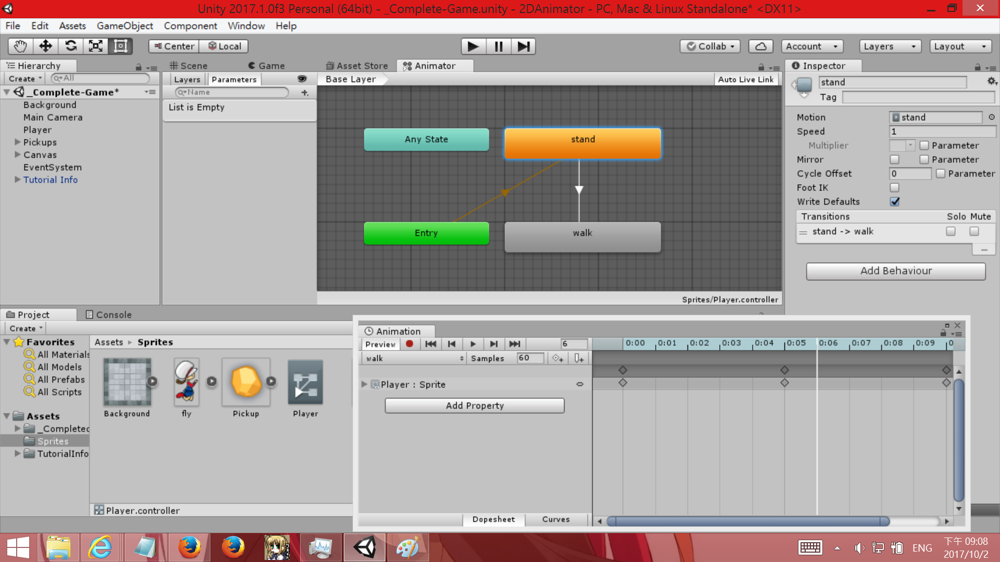 Unity 2017.1.0f3 Personal (64bit) - _Complete-Game.unity - 2DAnimator - PC, Mac & Linux Standalone* <DX11>
File Edit Assets GameObject Component Window Help
Center Local Collab Account Layers Layout
Hierarchy
Create All
_Complete-Game*
Background
Main Camera
Player
Pickups
Canvas
EventSystem
Tutorial Info
Scene Game Asset Store Animator
Layers Parameters
Name
List is Empty
Base Layer Auto Live Link
Any State
stand
Entry
walk
Sprites/Player.controller
Inspector
stand
Tag
Motion stand
Speed 1
Multiplier Parameter
Mirror Parameter
Cycle Offset 0 Parameter
Foot IK
Write Defaults
Transitions Solo Mute
stand -> walk
Add Behaviour
Project Console
Create
Favorites
All Materials
All Models
All Prefabs
All Scripts
Assets
_Completed
Sprites
TutorialInfo
Assets Sprites
Background fly Pickup Player
Player.controller
Animation
Preview 6 0:00 0:01 0:02 0:03 0:04 0:05 0:06 0:07 0:08 0:09 0
walk Samples 60
Player : Sprite
Add Property
Dopesheet Curves
ENG
下午 09:08
2017/10/2